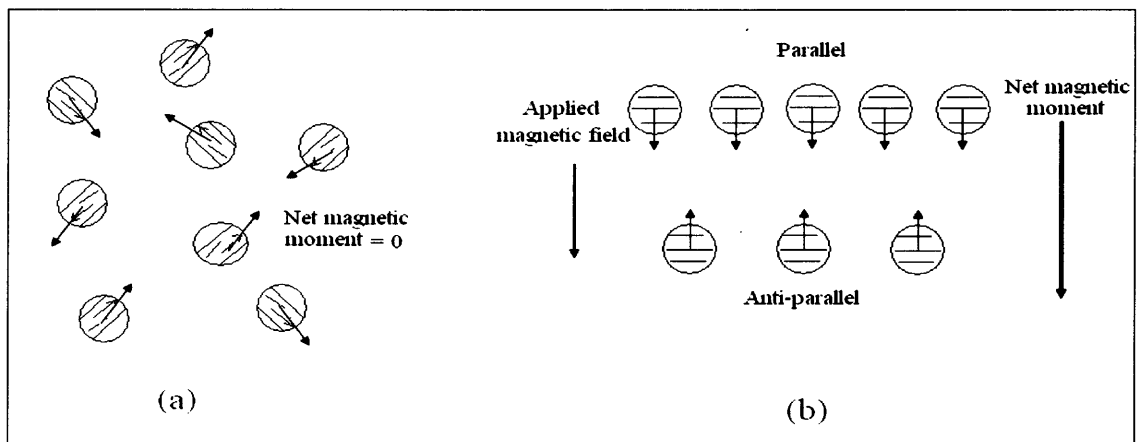 Net magnetic
moment = 0
(a)
Parallel
Applied
magnetic field
Net magnetic
moment
Anti-parallel
(b)